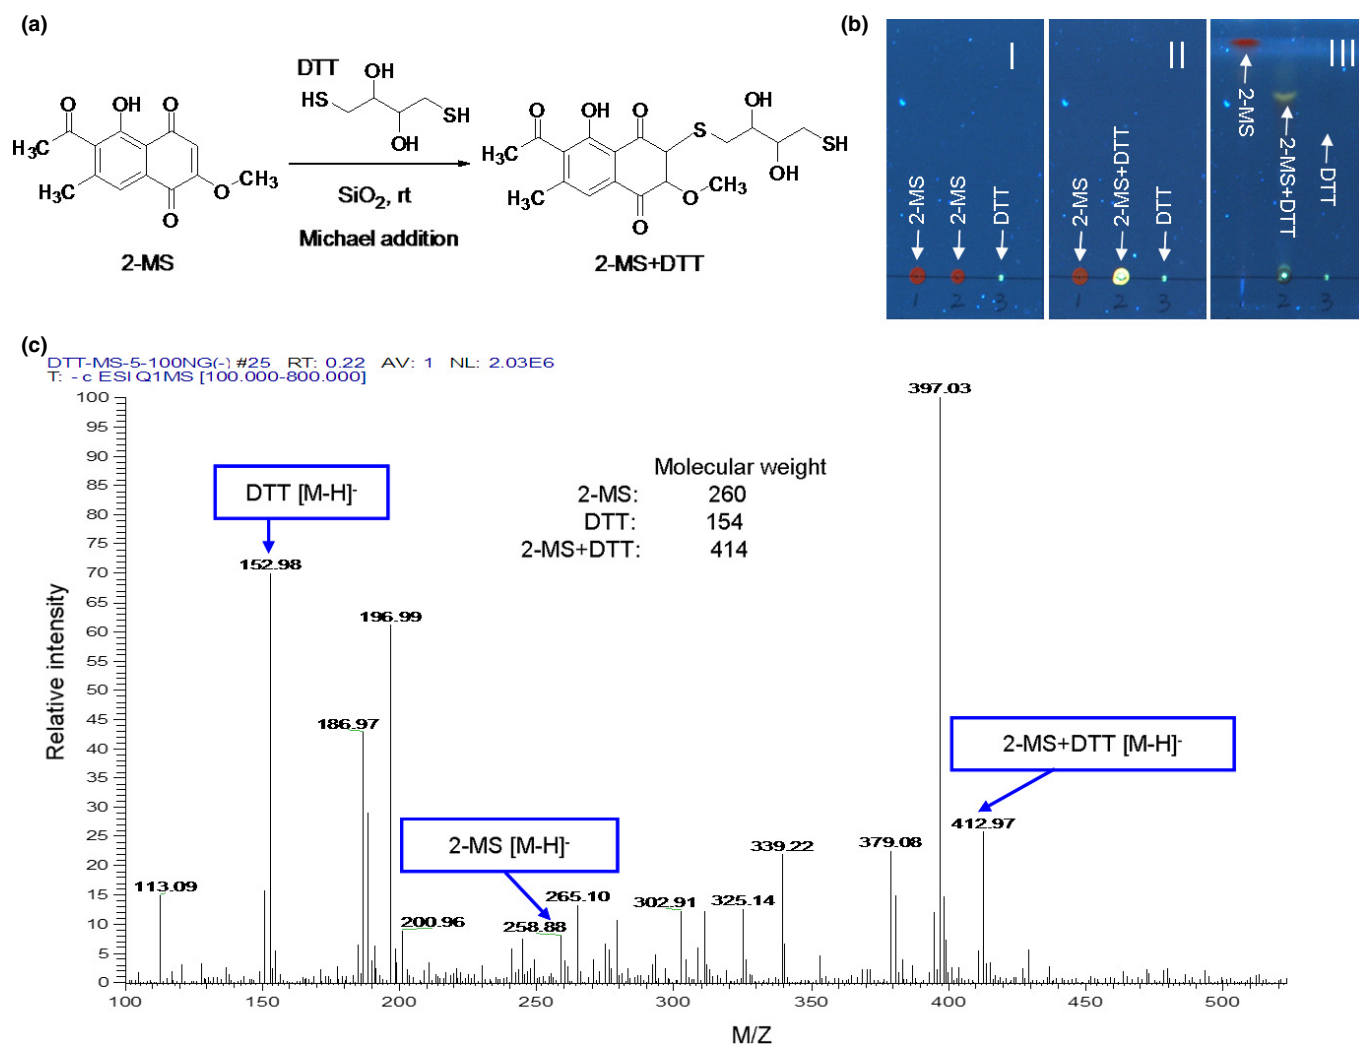 (a)
DTT
OH
HS
SH
OH
O
OH
O
H₃C
H₃C
O
CH₃
O
2-MS
SiO₂, rt
Michael addition
O
OH
O
S
OH
SH
OH
H₃C
H₃C
CH₃
O
O
2-MS+DTT
(b)
I
2-MS
2-MS
DTT
1
2
3
II
2-MS
2-MS+DTT
DTT
1
2
3
III
2-MS
2-MS+DTT
DTT
1
2
3
(c)
DTT-MS-5-100NG(-) #25 RT: 0.22 AV: 1 NL: 2.03E6
T: - c ESI Q1MS [100.000-800.000]
Relative intensity
100
95
90
85
80
75
70
65
60
55
50
45
40
35
30
25
20
15
10
5
0
397.03
Molecular weight
2-MS: 260
DTT: 154
2-MS+DTT: 414
DTT [M-H]⁻
152.98
196.99
186.97
2-MS+DTT [M-H]⁻
412.97
2-MS [M-H]⁻
379.08
339.22
113.09
265.10
302.91
325.14
200.96
258.88
100
150
200
250
300
350
400
450
500
M/Z